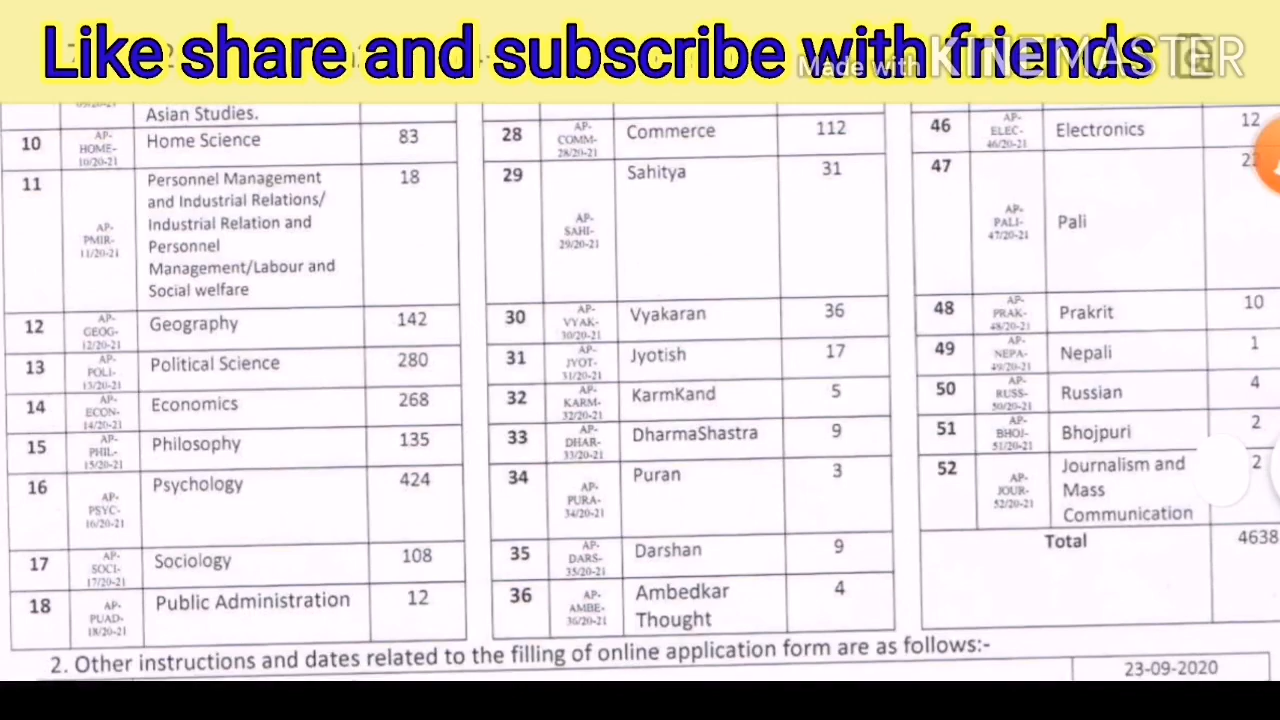 Like share and subscribe with friends
Made with KINEMASTER
Asian Studies.
10 AP-HOME-10/20-21 Home Science 83
11 AP-PMIR-11/20-21 Personnel Management
and Industrial Relations/
Industrial Relation and
Personnel
Management/Labour and
Social welfare 18
12 AP-GEOG-12/20-21 Geography 142
13 AP-POLI-13/20-21 Political Science 280
14 AP-ECON-14/20-21 Economics 268
15 AP-PHIL-15/20-21 Philosophy 135
16 AP-PSYC-16/20-21 Psychology 424
17 AP-SOCI-17/20-21 Sociology 108
18 AP-PUAD-18/20-21 Public Administration 12
28 AP-COMM-28/20-21 Commerce 112
29 AP-SAHI-29/20-21 Sahitya 31
30 AP-VYAK-30/20-21 Vyakaran 36
31 AP-JYOT-31/20-21 Jyotish 17
32 AP-KARM-32/20-21 KarmKand 5
33 AP-DHAR-33/20-21 DharmaShastra 9
34 AP-PURA-34/20-21 Puran 3
35 AP-DARS-35/20-21 Darshan 9
36 AP-AMBE-36/20-21 Ambedkar
Thought 4
46 AP-ELEC-46/20-21 Electronics 12
47 AP-PALI-47/20-21 Pali
48 AP-PRAK-48/20-21 Prakrit 10
49 AP-NEPA-49/20-21 Nepali 1
50 AP-RUSS-50/20-21 Russian 4
51 AP-BHOJ-51/20-21 Bhojpuri 2
52 AP-JOUR-52/20-21 Journalism and
Mass
Communication 2
Total 4638
2. Other instructions and dates related to the filling of online application form are as follows:-
23-09-2020